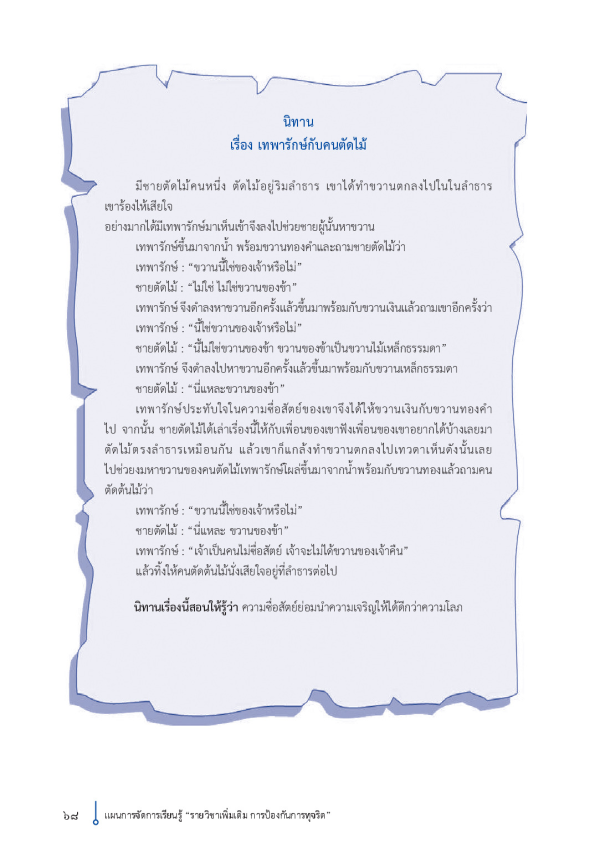 นิทาน
เรื่อง เทพารักษ์กับคนตัดไม้
มีชายตัดไม้คนหนึ่ง ตัดไม้อยู่ริมลำธาร เขาได้ทำขวานตกลงไปในในลำธาร
เขาร้องไห้เสียใจ
อย่างมากได้มีเทพารักษ์มาเห็นเข้าจึงลงไปช่วยชายผู้นั้นหาขวาน
เทพารักษ์ขึ้นมาจากน้ำ พร้อมขวานทองคำและถามชายตัดไม้ว่า
เทพารักษ์ : “ขวานนี้ใช่ของเจ้าหรือไม่”
ชายตัดไม้ : “ไม่ใช่ ไม่ใช่ขวานของข้า”
เทพารักษ์ จึงดำลงหาขวานอีกครั้งแล้วขึ้นมาพร้อมกับขวานเงินแล้วถามเขาอีกครั้งว่า
เทพารักษ์ : “นี้ใช่ขวานของเจ้าหรือไม่”
ชายตัดไม้ : “นี้ไม่ใช่ขวานของข้า ขวานของข้าเป็นขวานไม้เหล็กธรรมดา”
เทพารักษ์ จึงดำลงไปหาขวานอีกครั้งแล้วขึ้นมาพร้อมกับขวานเหล็กธรรมดา
ชายตัดไม้ : “นี่แหละขวานของข้า”
เทพารักษ์ประทับใจในความซื่อสัตย์ของเขาจึงได้ให้ขวานเงินกับขวานทองคำ
ไป จากนั้น ชายตัดไม้ได้เล่าเรื่องนี้ให้กับเพื่อนของเขาฟังเพื่อนของเขาอยากได้บ้างเลยมา
ตัดไม้ตรงลำธารเหมือนกัน แล้วเขาก็แกล้งทำขวานตกลงไปเทวดาเห็นดังนั้นเลย
ไปช่วยงมหาขวานของคนตัดไม้เทพารักษ์โผล่ขึ้นมาจากน้ำพร้อมกับขวานทองแล้วถามคน
ตัดต้นไม้ว่า
เทพารักษ์ : “ขวานนี้ใช่ของเจ้าหรือไม่”
ชายตัดไม้ : “นี่แหละ ขวานของข้า”
เทพารักษ์ : “เจ้าเป็นคนไม่ซื่อสัตย์ เจ้าจะไม่ได้ขวานของเจ้าคืน”
แล้วทิ้งให้คนตัดต้นไม้นั่งเสียใจอยู่ที่ลำธารต่อไป
นิทานเรื่องนี้สอนให้รู้ว่า ความซื่อสัตย์ย่อมนำความเจริญให้ได้ดีกว่าความโลภ
๖๘ แผนการจัดการเรียนรู้ “รายวิชาเพิ่มเติม การป้องกันการทุจริต”